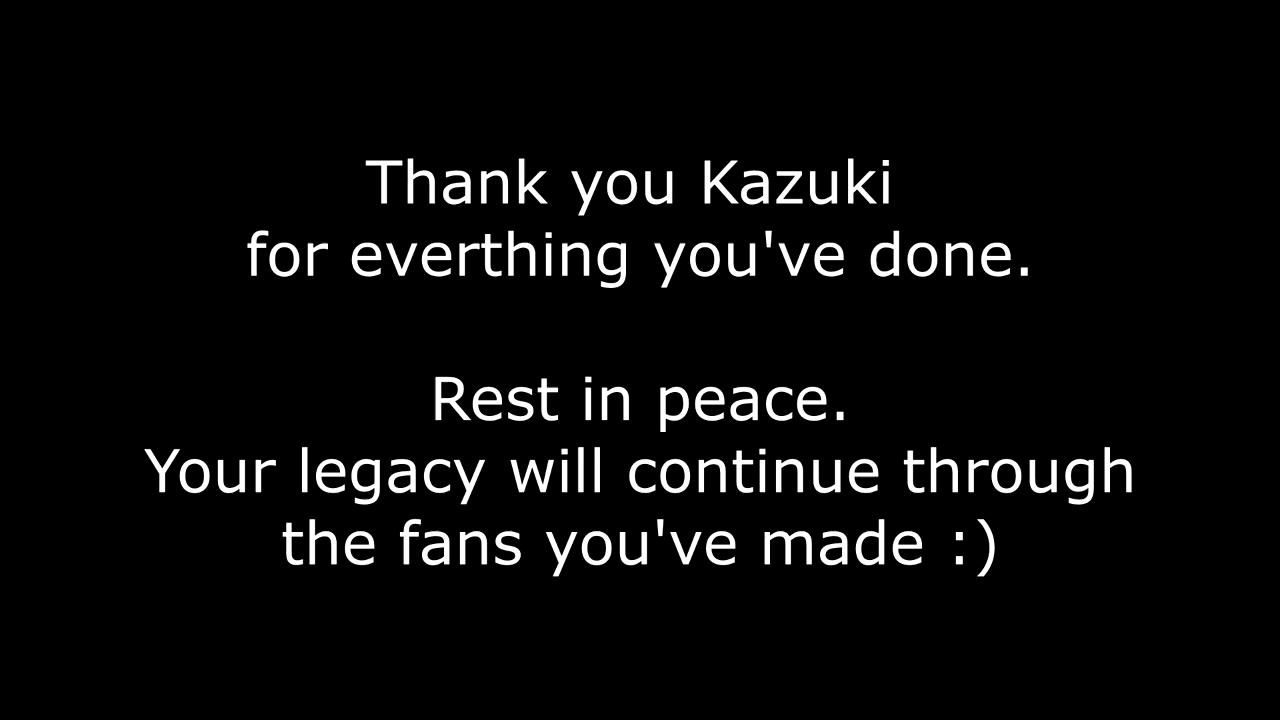 Thank you Kazuki
for everthing you've done.
Rest in peace.
Your legacy will continue through
the fans you've made :)